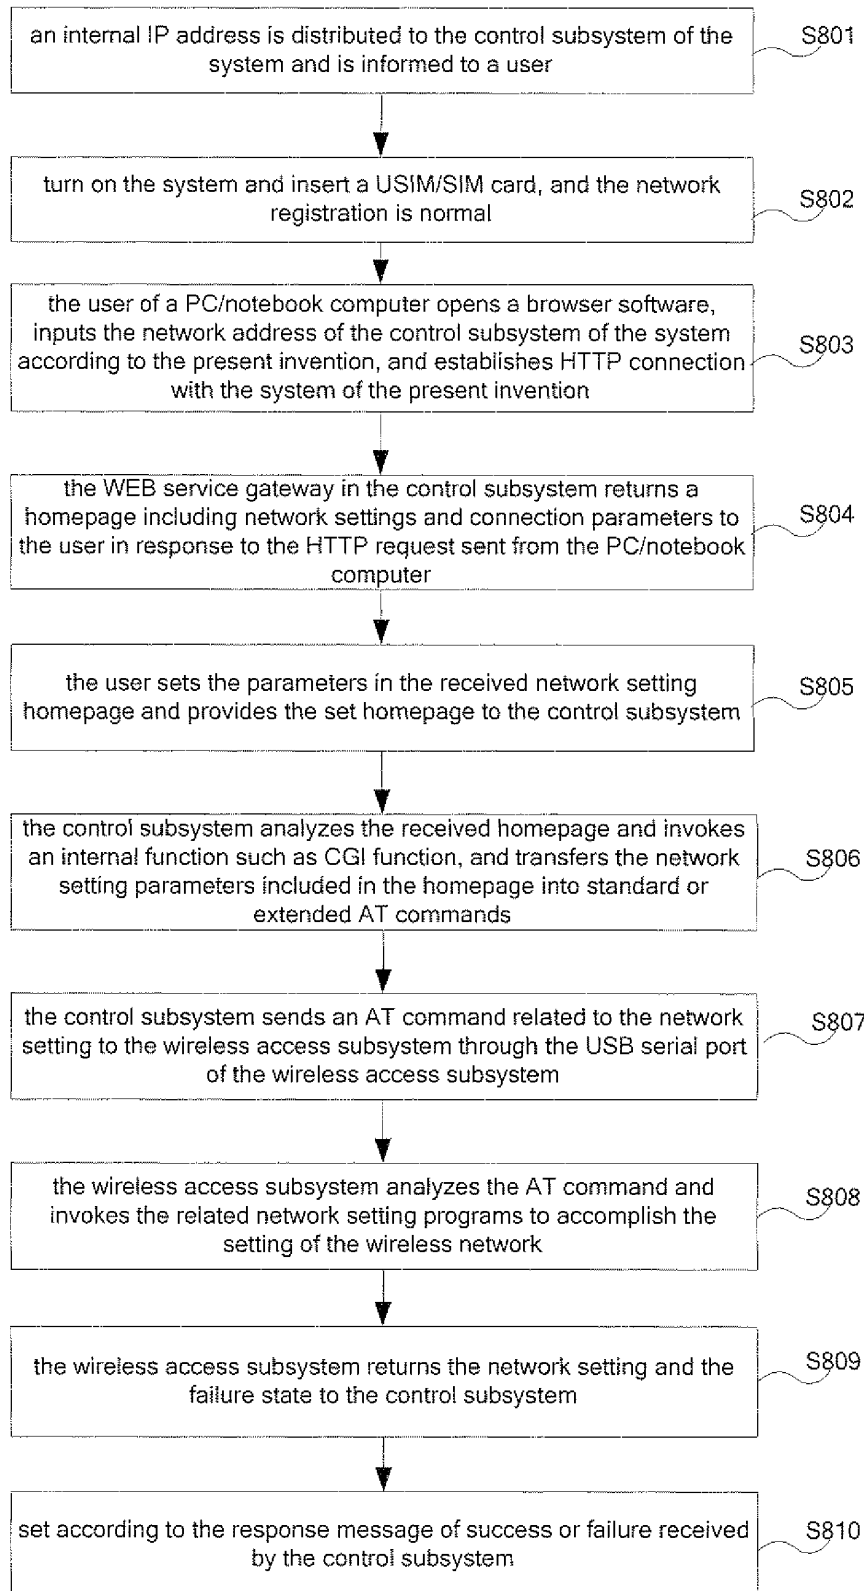 an internal IP address is distributed to the control subsystem of the
system and is informed to a user
S801
turn on the system and insert a USIM/SIM card, and the network
registration is normal
S802
the user of a PC/notebook computer opens a browser software,
inputs the network address of the control subsystem of the system
according to the present invention, and establishes HTTP connection
with the system of the present invention
S803
the WEB service gateway in the control subsystem returns a
homepage including network settings and connection parameters to
the user in response to the HTTP request sent from the PC/notebook
computer
S804
the user sets the parameters in the received network setting
homepage and provides the set homepage to the control subsystem
S805
the control subsystem analyzes the received homepage and invokes
an internal function such as CGI function, and transfers the network
setting parameters included in the homepage into standard or
extended AT commands
S806
the control subsystem sends an AT command related to the network
setting to the wireless access subsystem through the USB serial port
of the wireless access subsystem
S807
the wireless access subsystem analyzes the AT command and
invokes the related network setting programs to accomplish the
setting of the wireless network
S808
the wireless access subsystem returns the network setting and the
failure state to the control subsystem
S809
set according to the response message of success or failure received
by the control subsystem
S810